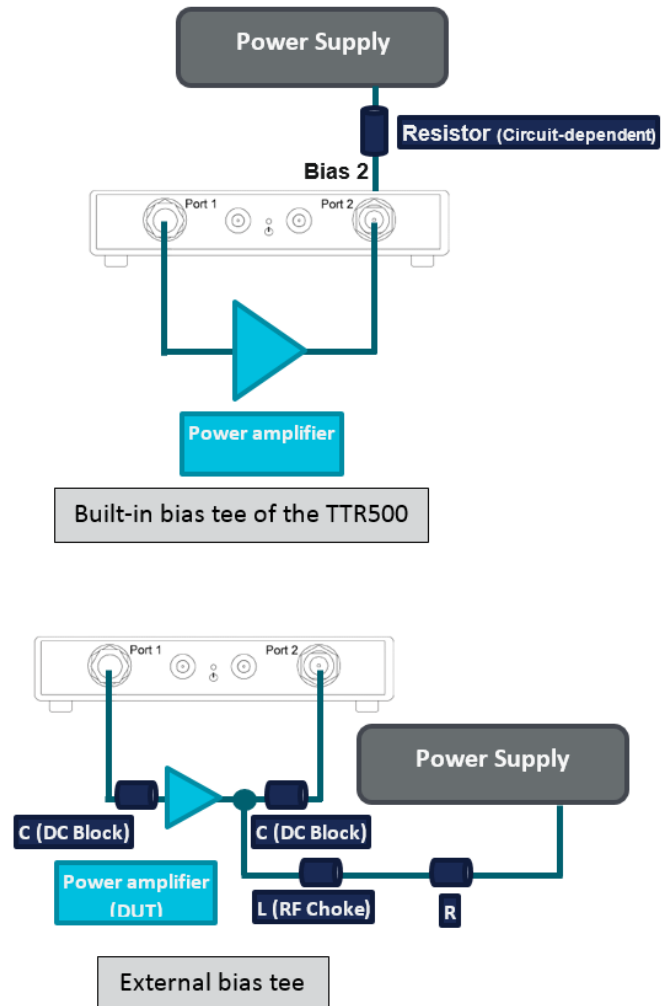 Power Supply
Resistor (Circuit-dependent)
Bias 2
Port 1
Port 2
Power amplifier
Built-in bias tee of the TTR500
Port 1
Port 2
Power Supply
C (DC Block)
C (DC Block)
Power amplifier
(DUT)
L (RF Choke)
R
External bias tee